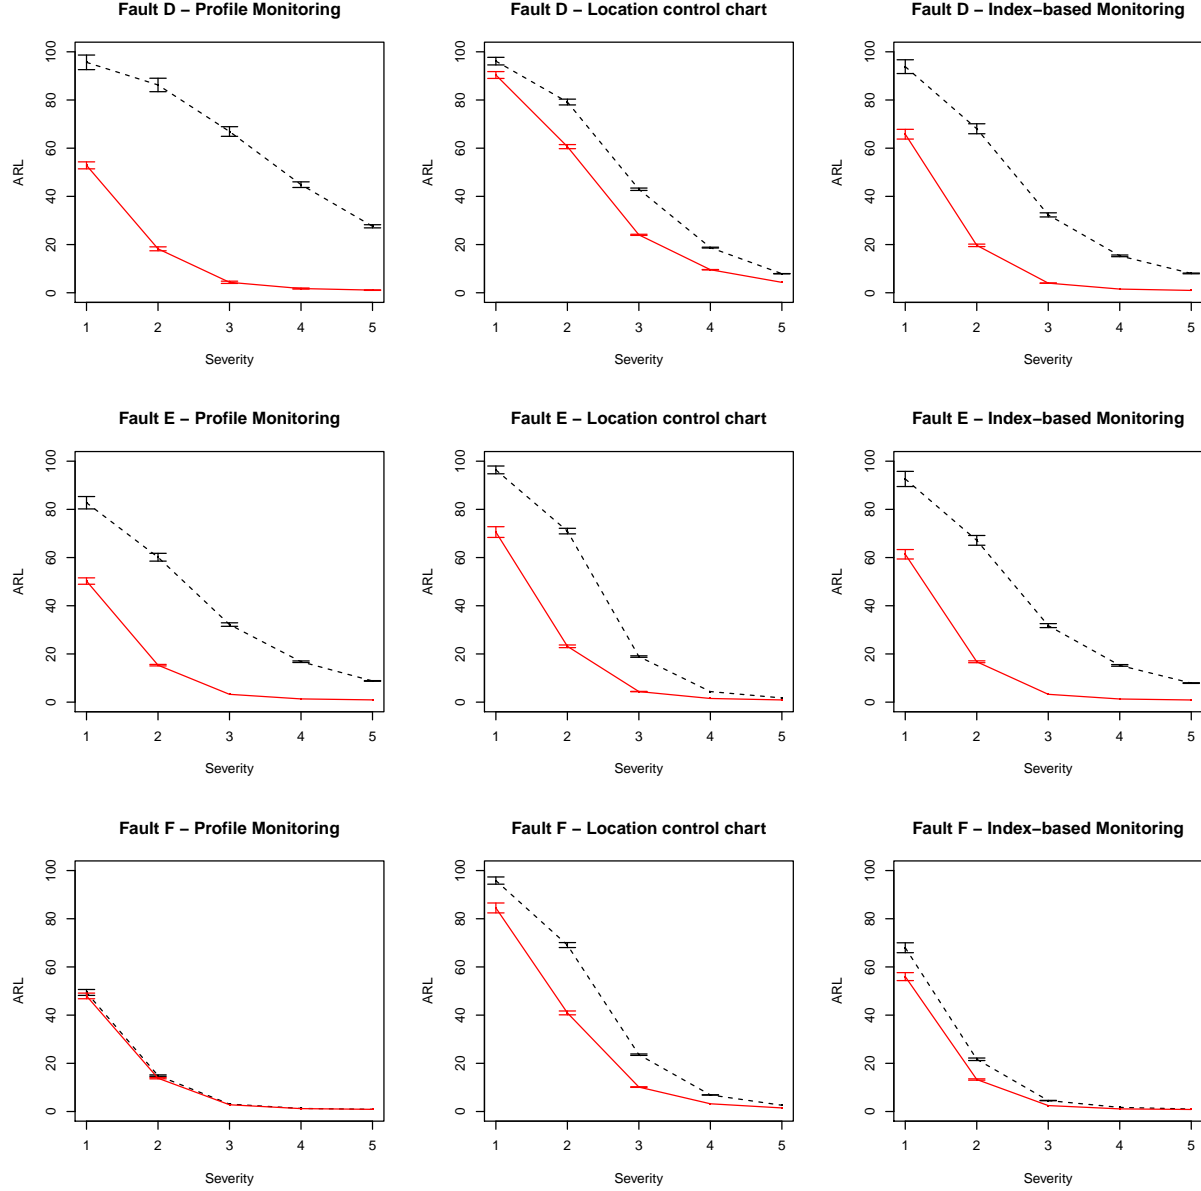 Fault D − Profile Monitoring
ARL
100
80
60
40
20
0
1 2 3 4 5
Severity
Fault D − Location control chart
ARL
100
80
60
40
20
0
1 2 3 4 5
Severity
Fault D − Index−based Monitoring
ARL
100
80
60
40
20
0
1 2 3 4 5
Severity
Fault E − Profile Monitoring
ARL
100
80
60
40
20
0
1 2 3 4 5
Severity
Fault E − Location control chart
ARL
100
80
60
40
20
0
1 2 3 4 5
Severity
Fault E − Index−based Monitoring
ARL
100
80
60
40
20
0
1 2 3 4 5
Severity
Fault F − Profile Monitoring
ARL
100
80
60
40
20
0
1 2 3 4 5
Severity
Fault F − Location control chart
ARL
100
80
60
40
20
0
1 2 3 4 5
Severity
Fault F − Index−based Monitoring
ARL
100
80
60
40
20
0
1 2 3 4 5
Severity